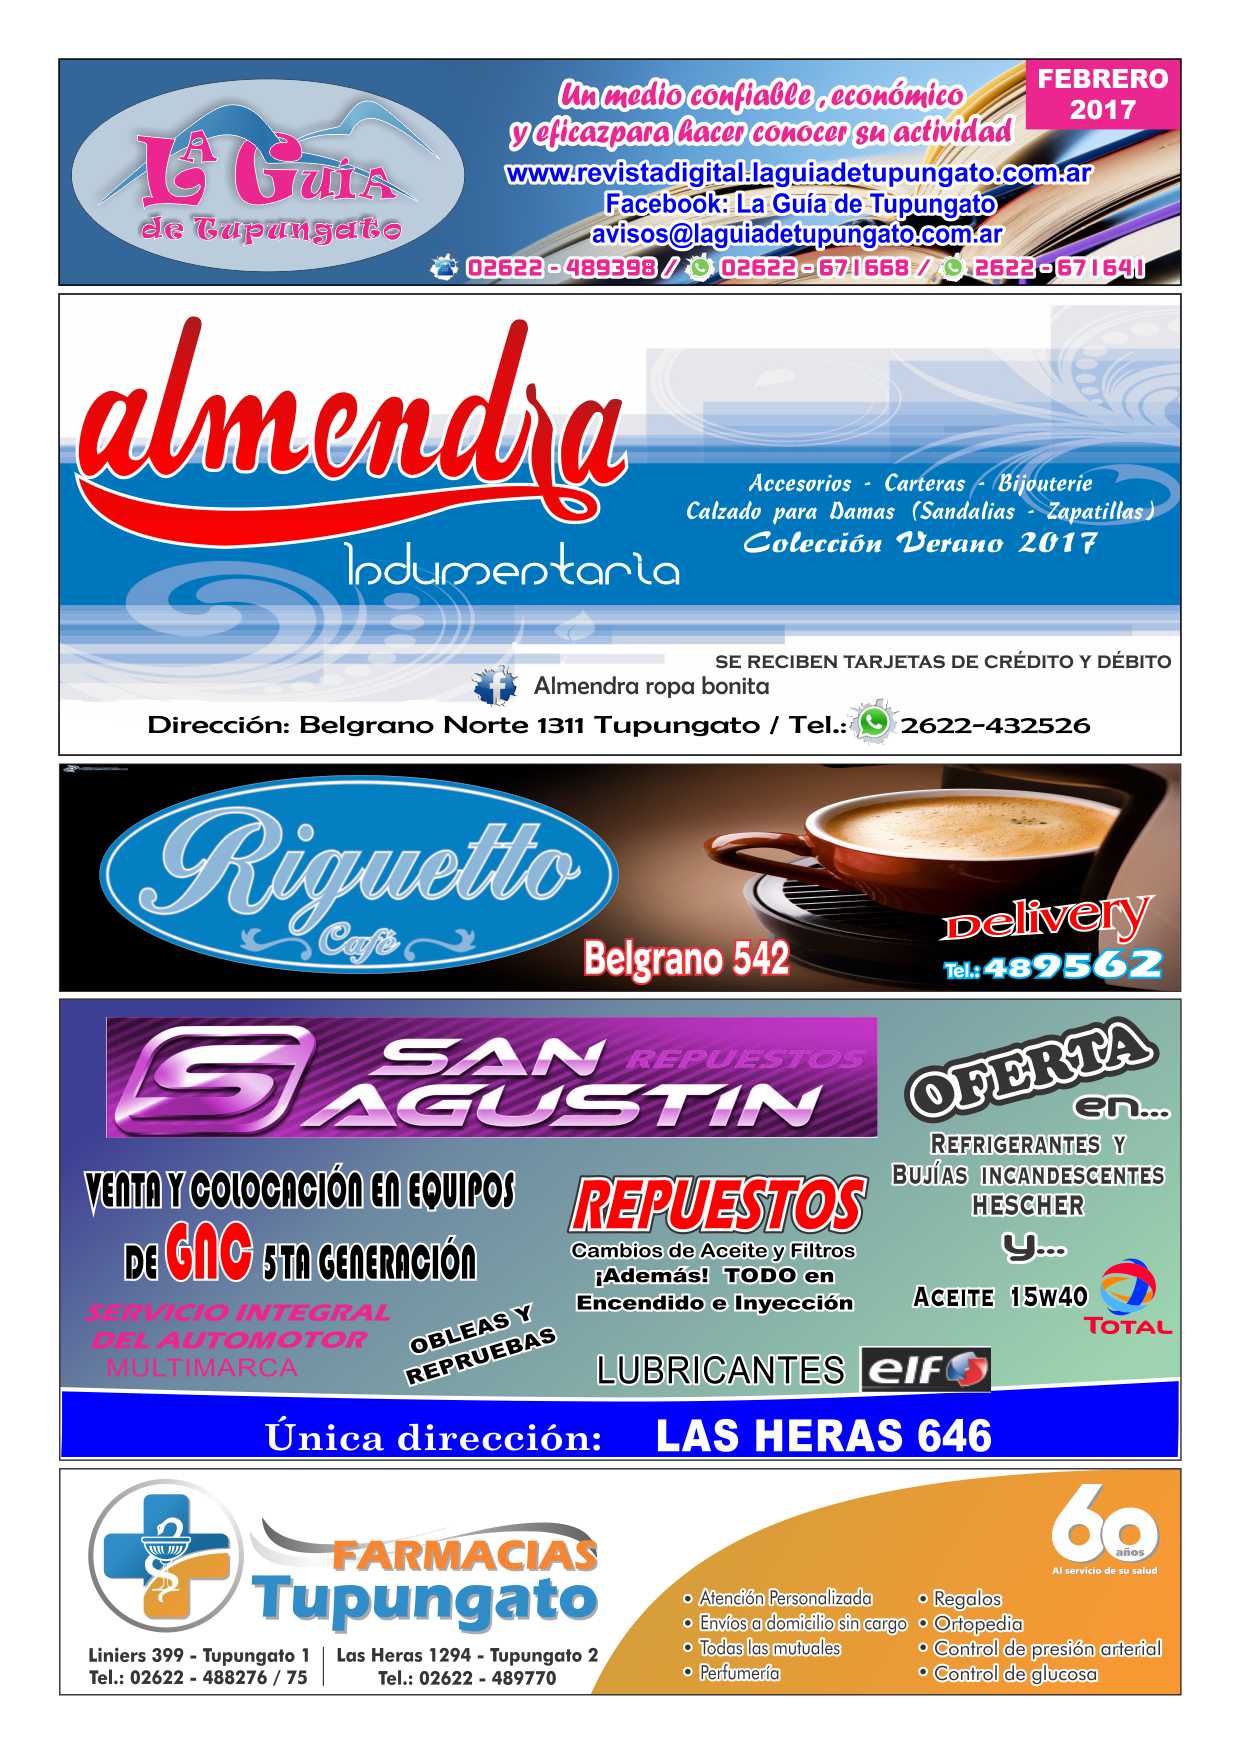 LA GUÍA
de Tupungato
FEBRERO
2017
Un medio confiable , económico
y eficazpara hacer conocer su actividad
www.revistadigital.laguiadetupungato.com.ar
Facebook: La Guía de Tupungato
avisos@laguiadetupungato.com.ar
02622 - 489398 / 02622 - 671668 / 2622 - 671641
almendra
Indumentaria
Accesorios - Carteras - Bijouterie
Calzado para Damas (Sandalias - Zapatillas)
Colección Verano 2017
SE RECIBEN TARJETAS DE CRÉDITO Y DÉBITO
Almendra ropa bonita
Dirección: Belgrano Norte 1311 Tupungato / Tel.: 2622-432526
Riguetto
Café
Belgrano 542
Delivery
Tel.: 489562
SAN REPUESTOS
AGUSTIN
VENTA Y COLOCACIÓN EN EQUIPOS
DE GNC 5TA GENERACIÓN
SERVICIO INTEGRAL
DEL AUTOMOTOR
MULTIMARCA
OBLEAS Y
REPRUEBAS
REPUESTOS
Cambios de Aceite y Filtros
¡Además! TODO en
Encendido e Inyección
LUBRICANTES elf
OFERTA
en...
REFRIGERANTES Y
BUJÍAS INCANDESCENTES
HESCHER
y...
ACEITE 15W40
TOTAL
Única dirección: LAS HERAS 646
FARMACIAS
Tupungato
Liniers 399 - Tupungato 1
Tel.: 02622 - 488276 / 75
Las Heras 1294 - Tupungato 2
Tel.: 02622 - 489770
60
años
Al servicio de su salud
• Atención Personalizada
• Envíos a domicilio sin cargo
• Todas las mutuales
• Perfumería
• Regalos
• Ortopedia
• Control de presión arterial
• Control de glucosa